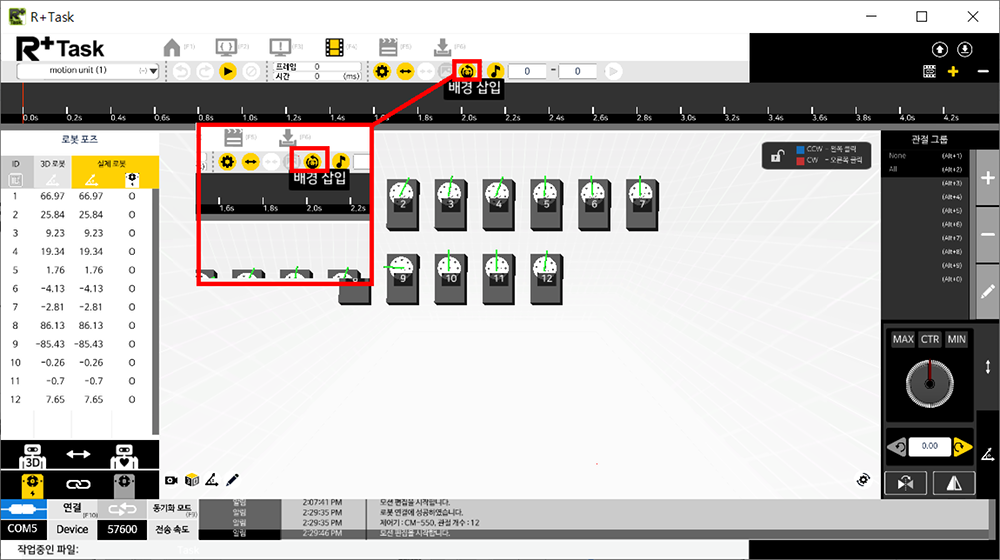 R+Task
R+Task
(F1) (F2) (F3) (F4) (F5) (F6)
motion unit (1) (-)
프레임 0
시간 0 (ms)
0 - 0
배경 삽입
0.0s 0.2s 0.4s 0.6s 0.8s 1.0s 1.2s 1.4s 1.6s 1.8s 2.0s 2.2s 2.4s 2.6s 2.8s 3.0s 3.2s 3.4s 3.6s 3.8s 4.0s 4.2s
로봇 포즈
ID 3D 로봇 실제 로봇
1 66.97 66.97 O
2 25.84 25.84 O
3 9.23 9.23 O
4 19.34 19.34 O
5 1.76 1.76 O
6 -4.13 -4.13 O
7 -2.81 -2.81 O
8 86.13 86.13 O
9 -85.43 -85.43 O
10 -0.26 -0.26 O
11 -0.7 -0.7 O
12 7.65 7.65 O
(F5) (F6)
배경 삽입
1.6s 1.8s 2.0s 2.2s
CCW - 왼쪽 클릭
CW - 오른쪽 클릭
2 3 4 5 6 7
9 10 11 12
관절 그룹
None (Alt+1)
All (Alt+2)
(Alt+3)
(Alt+4)
(Alt+5)
(Alt+6)
(Alt+7)
(Alt+8)
(Alt+9)
(Alt+0)
MAX CTR MIN
0.00
3D
연결 [F10] 동기화 모드 (F9)
COM5 Device 57600 전송 속도
알림 2:07:41 PM 모션 편집을 시작합니다.
알림 2:29:35 PM 로봇 연결에 성공하였습니다.
알림 2:29:35 PM 제어기 : CM-550, 관절 개수 : 12
알림 2:29:46 PM 모션 편집을 시작합니다.
작업중인 파일: